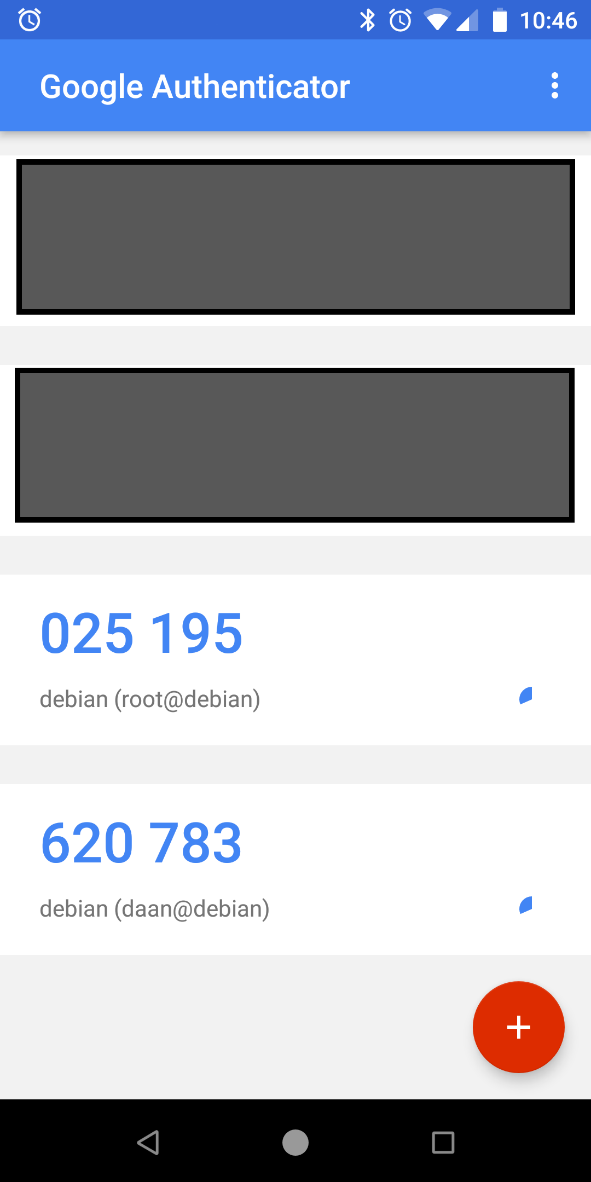 10:46
Google Authenticator
025 195
debian (root@debian)
620 783
debian (daan@debian)